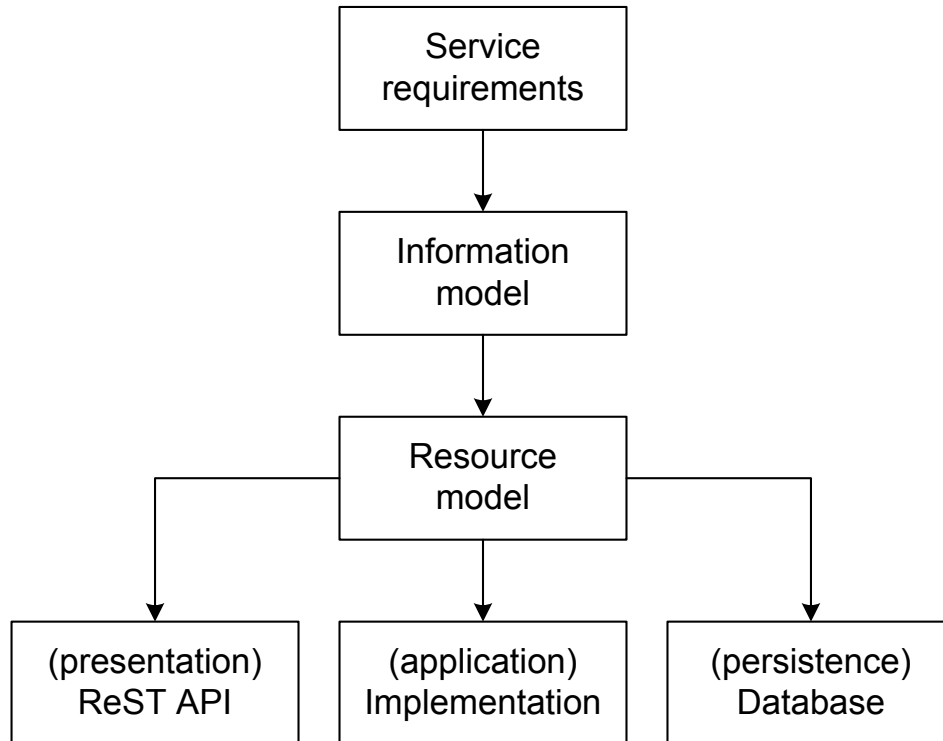 Service
requirements
Information
model
Resource
model
(presentation)
ReST API
(application)
Implementation
(persistence)
Database